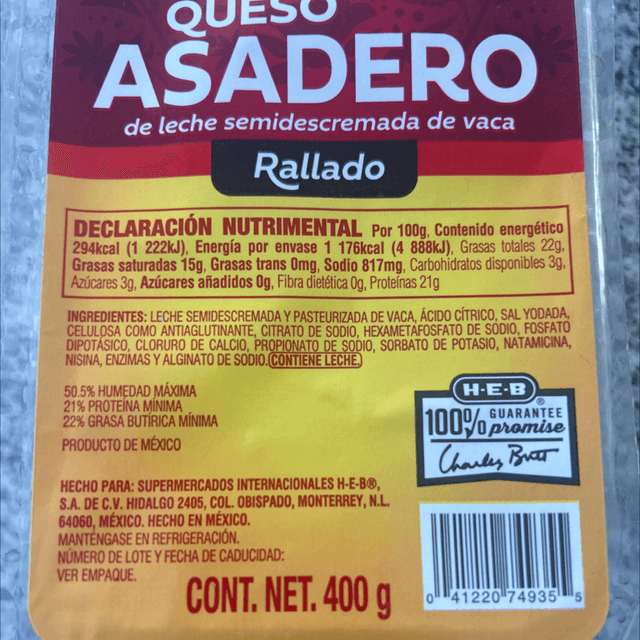 QUESO
ASADERO
de leche semidescremada de vaca
Rallado
DECLARACIÓN NUTRIMENTAL Por 100g, Contenido energético
294kcal (1 222kJ), Energía por envase 1 176kcal (4 888kJ), Grasas totales 22g,
Grasas saturadas 15g, Grasas trans 0mg, Sodio 817mg, Carbohidratos disponibles 3g,
Azúcares 3g, Azúcares añadidos 0g, Fibra dietética 0g, Proteínas 21g
INGREDIENTES: LECHE SEMIDESCREMADA Y PASTEURIZADA DE VACA, ÁCIDO CÍTRICO, SAL YODADA,
CELULOSA COMO ANTIAGLUTINANTE, CITRATO DE SODIO, HEXAMETAFOSFATO DE SODIO, FOSFATO
DIPOTÁSICO, CLORURO DE CALCIO, PROPIONATO DE SODIO, SORBATO DE POTASIO, NATAMICINA,
NISINA, ENZIMAS Y ALGINATO DE SODIO. CONTIENE LECHE.
50.5% HUMEDAD MÁXIMA
21% PROTEÍNA MÍNIMA
22% GRASA BUTÍRICA MÍNIMA
PRODUCTO DE MÉXICO
H-E-B®
100% GUARANTEE
promise
Charles Butt
HECHO PARA: SUPERMERCADOS INTERNACIONALES H-E-B®,
S.A. DE C.V. HIDALGO 2405, COL. OBISPADO, MONTERREY, N.L.
64060, MÉXICO. HECHO EN MÉXICO.
MANTÉNGASE EN REFRIGERACIÓN.
NÚMERO DE LOTE Y FECHA DE CADUCIDAD:
VER EMPAQUE.
CONT. NET. 400 g
0 41220 74935 5